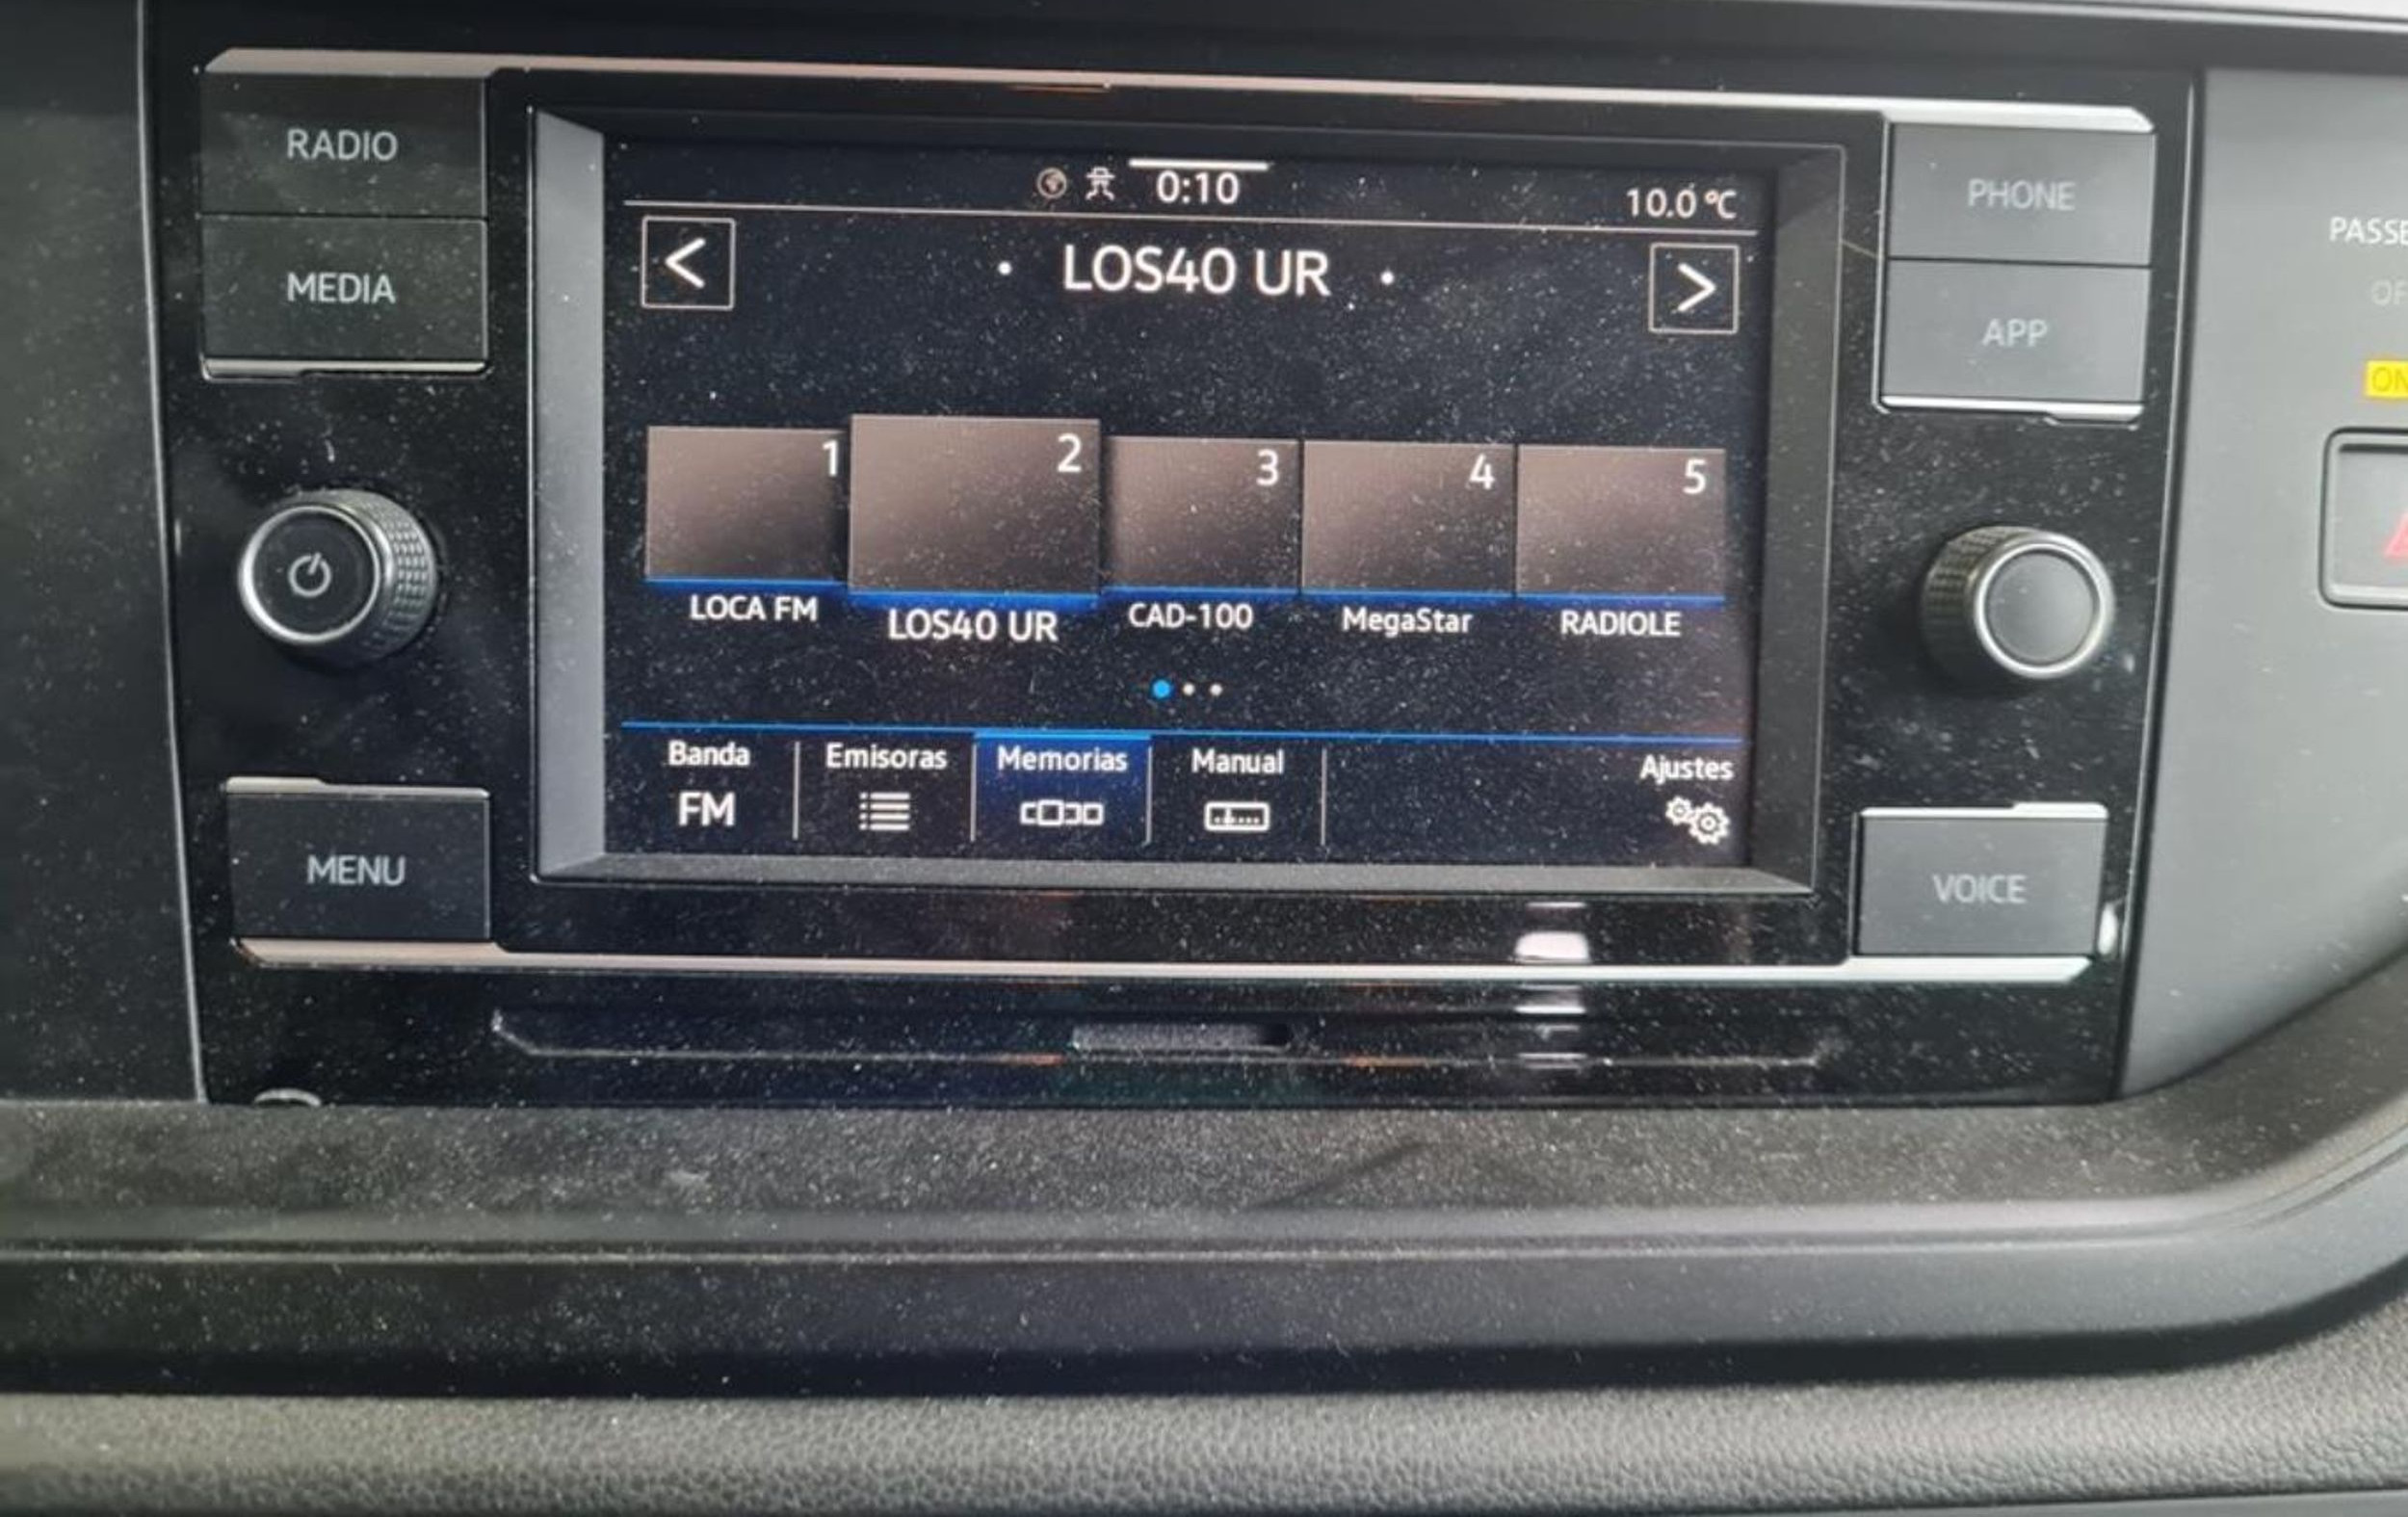 RADIO
MEDIA
MENU
0:10
10.0 °C
< • LOS40 UR • >
1 2 3 4 5
LOCA FM LOS40 UR CAD-100 MegaStar RADIOLE
Banda Emisoras Memorias Manual Ajustes
FM
PHONE
APP
VOICE